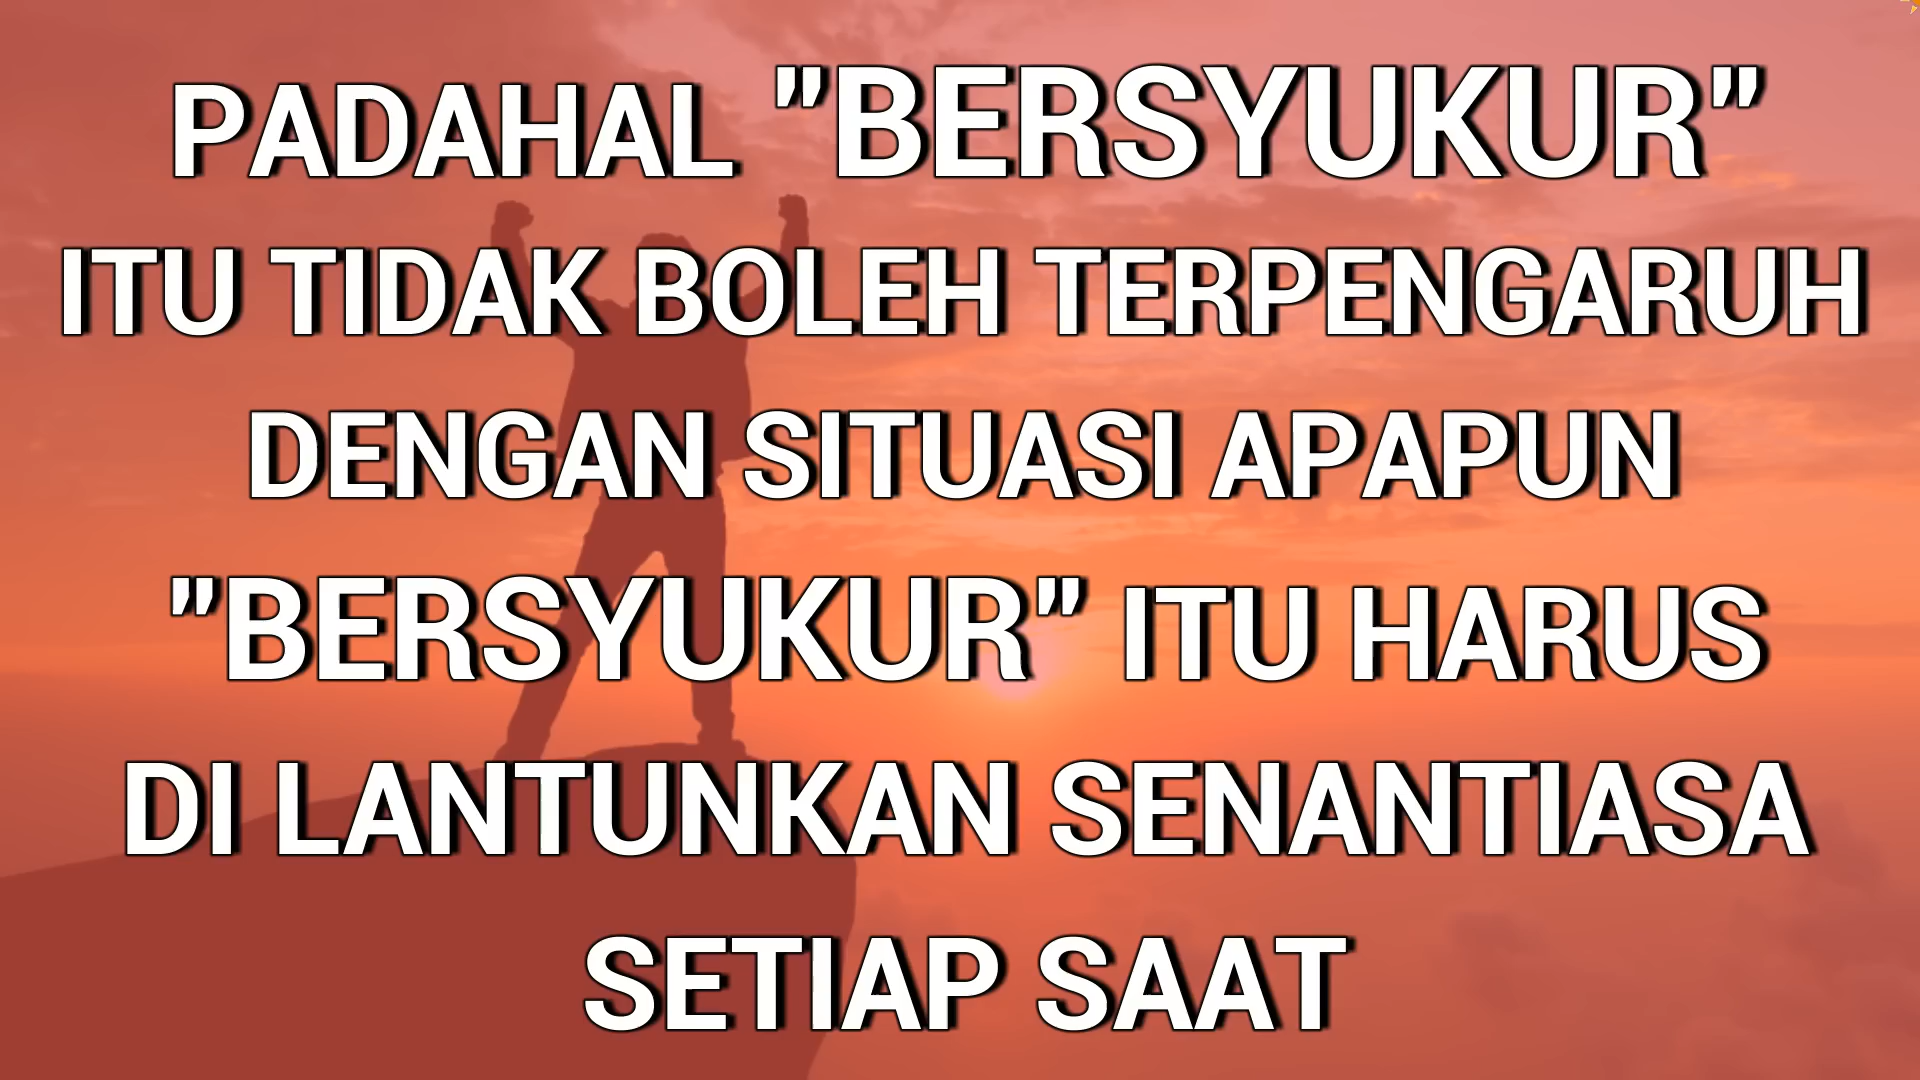 PADAHAL "BERSYUKUR"
ITU TIDAK BOLEH TERPENGARUH
DENGAN SITUASI APAPUN
"BERSYUKUR" ITU HARUS
DI LANTUNKAN SENANTIASA
SETIAP SAAT